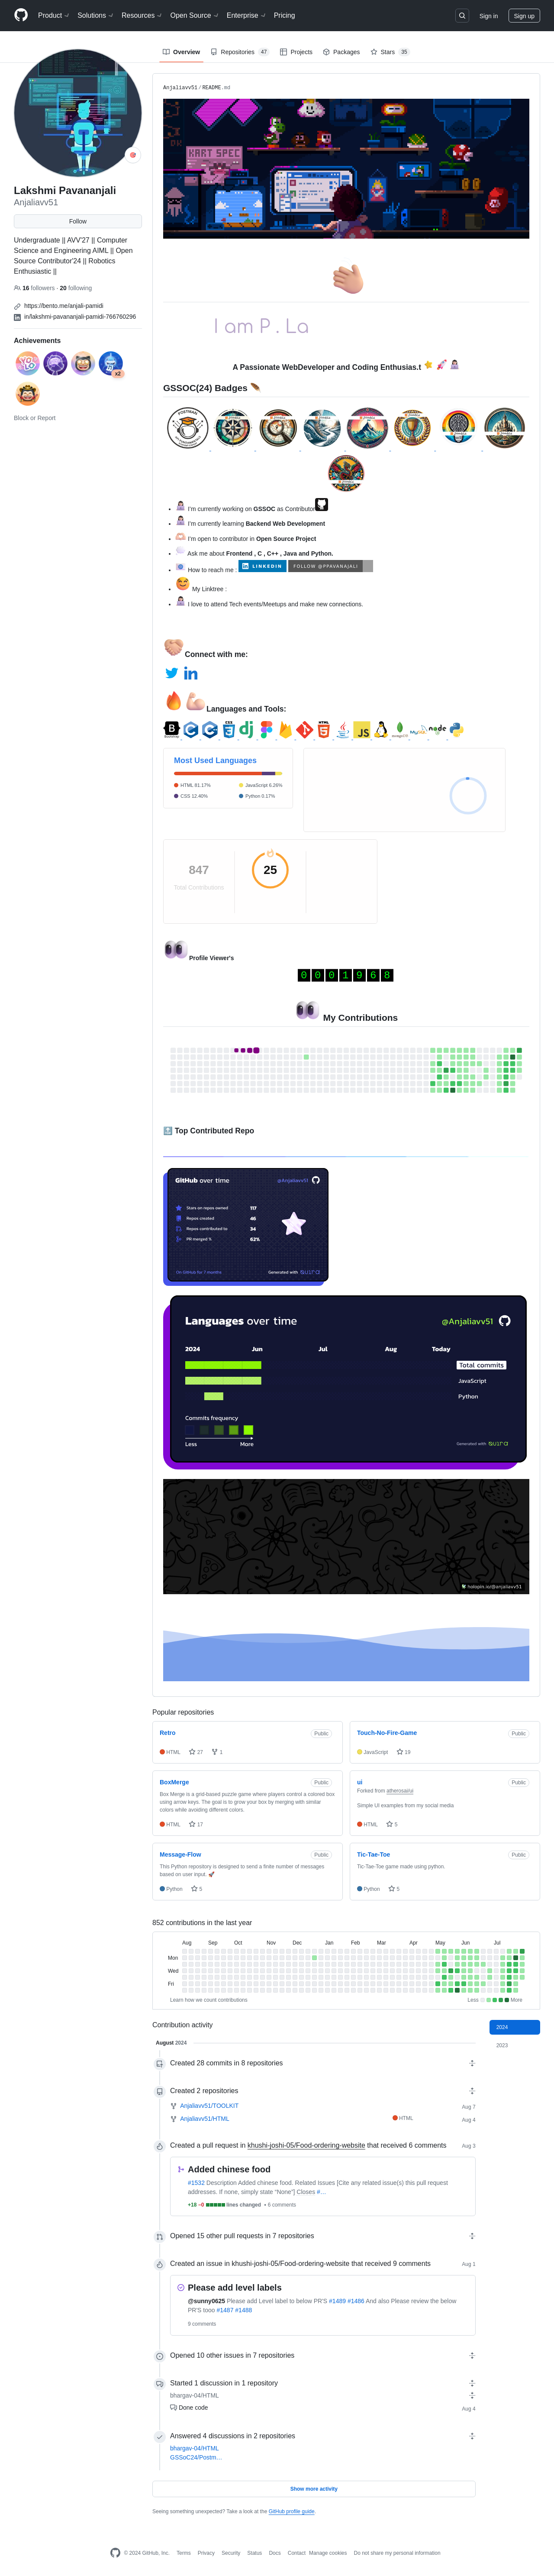 Product Solutions Resources Open Source Enterprise Pricing Sign in Sign up
Overview Repositories 47 Projects Packages Stars 35
Lakshmi Pavananjali
Anjaliavv51
Follow
Undergraduate || AVV'27 || Computer
Science and Engineering AIML || Open
Source Contributor'24 || Robotics
Enthusiastic ||
16 followers · 20 following
https://bento.me/anjali-pamidi
in/lakshmi-pavananjali-pamidi-766760296
Achievements
x2
Block or Report
Anjaliavv51 / README.md
I am P . La
A Passionate WebDeveloper and Coding Enthusias.t
GSSOC(24) Badges
I'm currently working on GSSOC as Contributor
I'm currently learning Backend Web Development
I'm open to contributor in Open Source Project
Ask me about Frontend , C , C++ , Java and Python.
How to reach me : LINKEDIN FOLLOW @PPAVANAJALI
My Linktree :
I love to attend Tech events/Meetups and make new connections.
Connect with me:
Languages and Tools:
Most Used Languages
HTML 81.17% JavaScript 6.26%
CSS 12.40% Python 0.17%
847
Total Contributions
25
Profile Viewer's
0001968
My Contributions
Top Contributed Repo
GitHub over time @Anjaliavv51
Stars on repos owned 117
Repos created 46
Repos contributed to 34
PR merged % 62%
On GitHub for 7 months Generated with quira
Languages over time @Anjaliavv51
2024 Jun Jul Aug Today
Total commits
JavaScript
Python
Commits frequency
Less More
Generated with quira
holopin.io/@anjaliavv51
Popular repositories
Retro Public
HTML 27 1
Touch-No-Fire-Game Public
JavaScript 19
BoxMerge Public
Box Merge is a grid-based puzzle game where players control a colored box
using arrow keys. The goal is to grow your box by merging with similar
colors while avoiding different colors.
HTML 17
ui Public
Forked from atherosai/ui
Simple UI examples from my social media
HTML 5
Message-Flow Public
This Python repository is designed to send a finite number of messages
based on user input. 🚀
Python 5
Tic-Tae-Toe Public
Tic-Tae-Toe Game made using python.
Python 5
852 contributions in the last year
Aug Sep Oct Nov Dec Jan Feb Mar Apr May Jun Jul
Mon
Wed
Fri
Learn how we count contributions Less More
Contribution activity
2024
2023
August 2024
Created 28 commits in 8 repositories
Created 2 repositories
Anjaliavv51/TOOLKIT Aug 7
Anjaliavv51/HTML HTML Aug 4
Created a pull request in khushi-joshi-05/Food-ordering-website that received 6 comments Aug 3
Added chinese food
#1532 Description Added chinese food. Related Issues [Cite any related issue(s) this pull request
addresses. If none, simply state “None”] Closes #…
+18 −0 lines changed • 6 comments
Opened 15 other pull requests in 7 repositories
Created an issue in khushi-joshi-05/Food-ordering-website that received 9 comments Aug 1
Please add level labels
@sunny0625 Please add Level label to below PR'S #1489 #1486 And also Please review the below
PR'S tooo #1487 #1488
9 comments
Opened 10 other issues in 7 repositories
Started 1 discussion in 1 repository
bhargav-04/HTML
Done code Aug 4
Answered 4 discussions in 2 repositories
bhargav-04/HTML
GSSoC24/Postm…
Show more activity
Seeing something unexpected? Take a look at the GitHub profile guide.
© 2024 GitHub, Inc. Terms Privacy Security Status Docs Contact Manage cookies Do not share my personal information